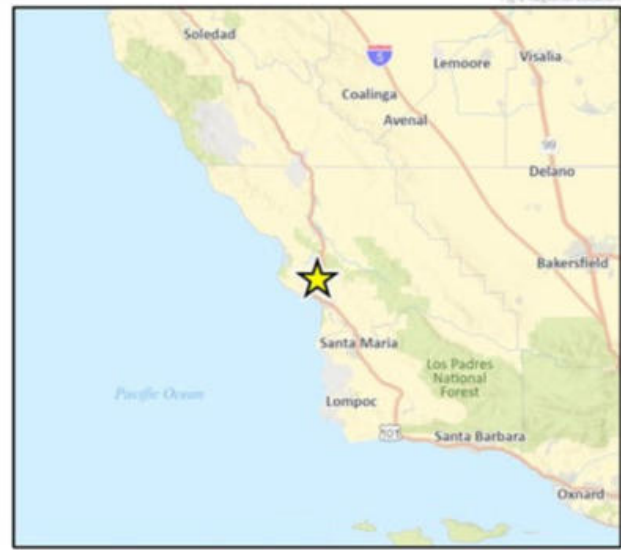 Soledad
5
Visalia
Lemoore
Coalinga
Avenal
99
Delano
Bakersfield
Santa Maria
Los Padres
National
Forest
Pacific Ocean
Lompoc
101
Santa Barbara
Oxnard